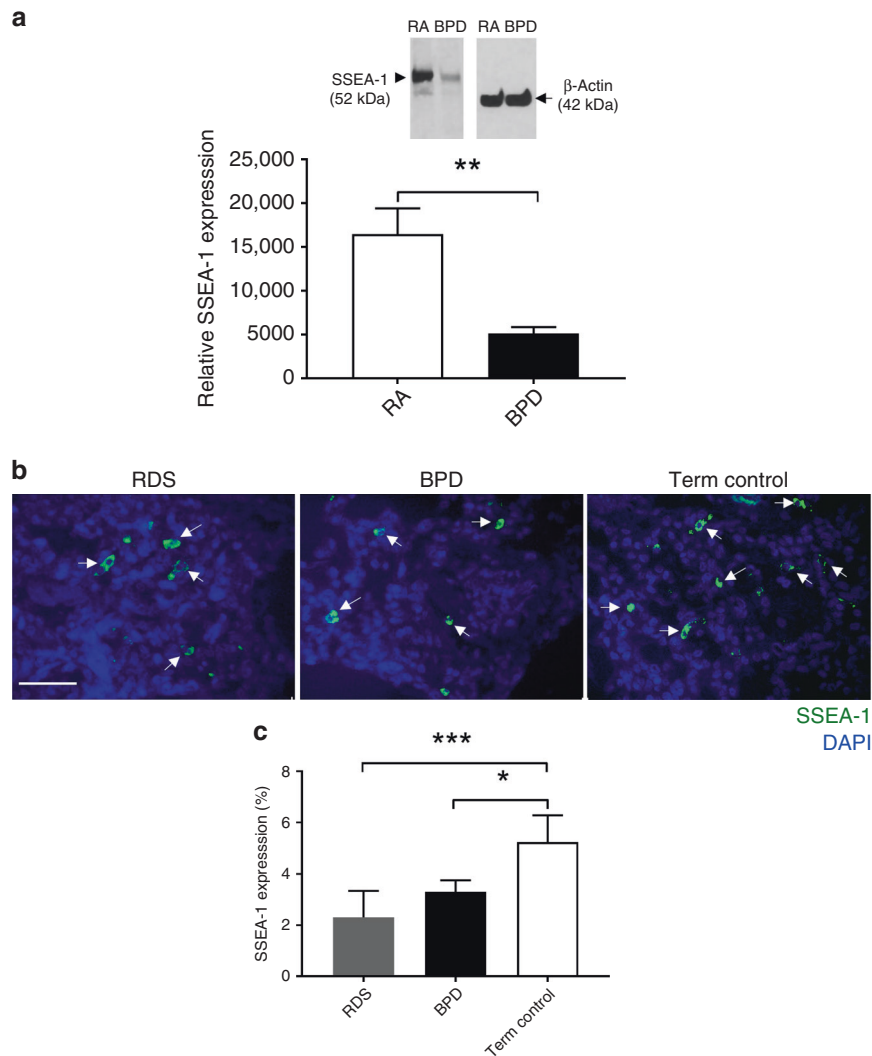 a
RA BPD RA BPD
SSEA-1
(52 kDa)
β-Actin
(42 kDa)
Relative SSEA-1 expresssion
25,000
20,000
15,000
10,000
5000
0
**
RA
BPD
b
RDS
BPD
Term control
SSEA-1
DAPI
c
SSEA-1 expresssion (%)
8
6
4
2
0
***
*
RDS
BPD
Term control